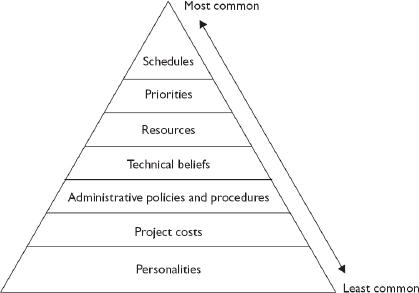 Most common
Schedules
Priorities
Resources
Technical beliefs
Administrative policies and procedures
Project costs
Personalities
Least common